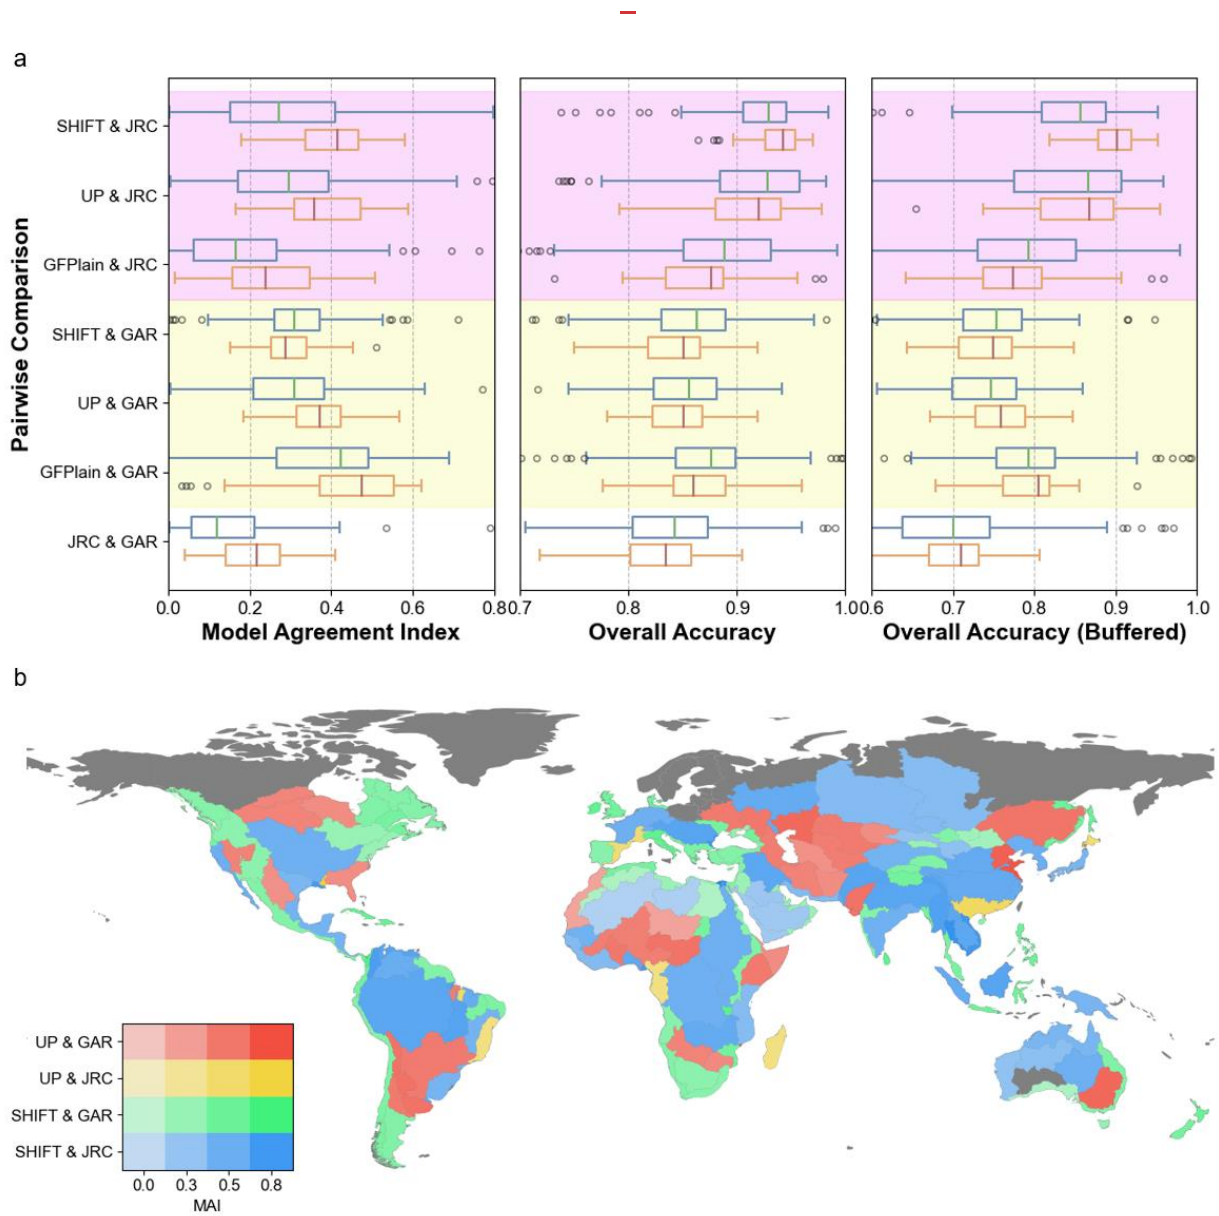 a
Pairwise Comparison
SHIFT & JRC
UP & JRC
GFPlain & JRC
SHIFT & GAR
UP & GAR
GFPlain & GAR
JRC & GAR
0.0 0.2 0.4 0.6 0.8
Model Agreement Index
0.7 0.8 0.9 1.0
Overall Accuracy
0.6 0.7 0.8 0.9 1.0
Overall Accuracy (Buffered)
b
UP & GAR
UP & JRC
SHIFT & GAR
SHIFT & JRC
0.0 0.3 0.5 0.8
MAI